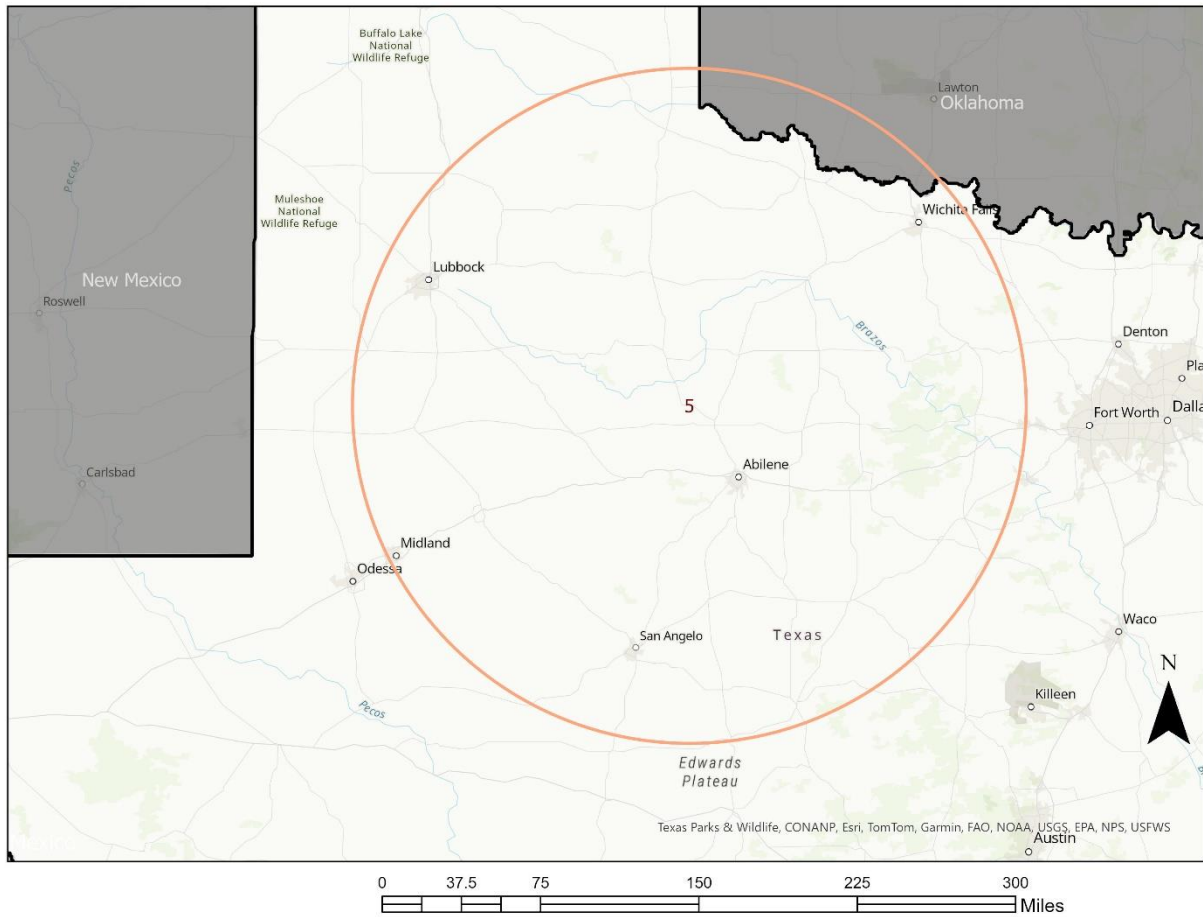 Buffalo Lake
National
Wildlife Refuge
Lawton
Oklahoma
Pecos
Muleshoe
National
Wildlife Refuge
Wichita Falls
Lubbock
New Mexico
Roswell
Brazos
Denton
Pla
5
Fort Worth
Dalla
Carlsbad
Abilene
Midland
Odessa
San Angelo
Texas
Waco
N
Killeen
Pecos
Edwards
Plateau
Texas Parks & Wildlife, CONANP, Esri, TomTom, Garmin, FAO, NOAA, USGS, EPA, NPS, USFWS
Mexico
Austin
0 37.5 75 150 225 300
Miles